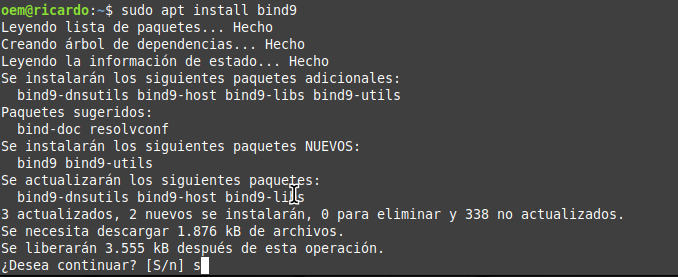 oem@ricardo:~$ sudo apt install bind9
Leyendo lista de paquetes... Hecho
Creando árbol de dependencias... Hecho
Leyendo la información de estado... Hecho
Se instalarán los siguientes paquetes adicionales:
  bind9-dnsutils bind9-host bind9-libs bind9-utils
Paquetes sugeridos:
  bind-doc resolvconf
Se instalarán los siguientes paquetes NUEVOS:
  bind9 bind9-utils
Se actualizarán los siguientes paquetes:
  bind9-dnsutils bind9-host bind9-libs
3 actualizados, 2 nuevos se instalarán, 0 para eliminar y 338 no actualizados.
Se necesita descargar 1.876 kB de archivos.
Se liberarán 3.555 kB después de esta operación.
¿Desea continuar? [S/n] s